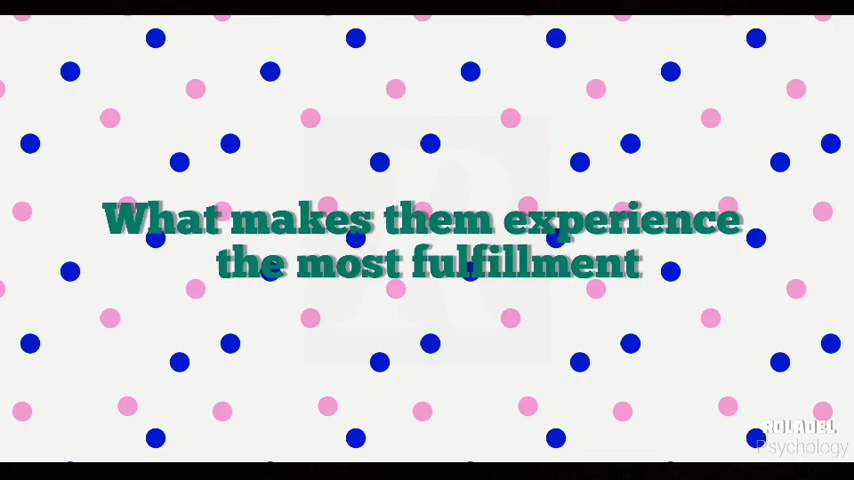 What makes them experience
the most fulfillment
R
ROLADEL
Psychology